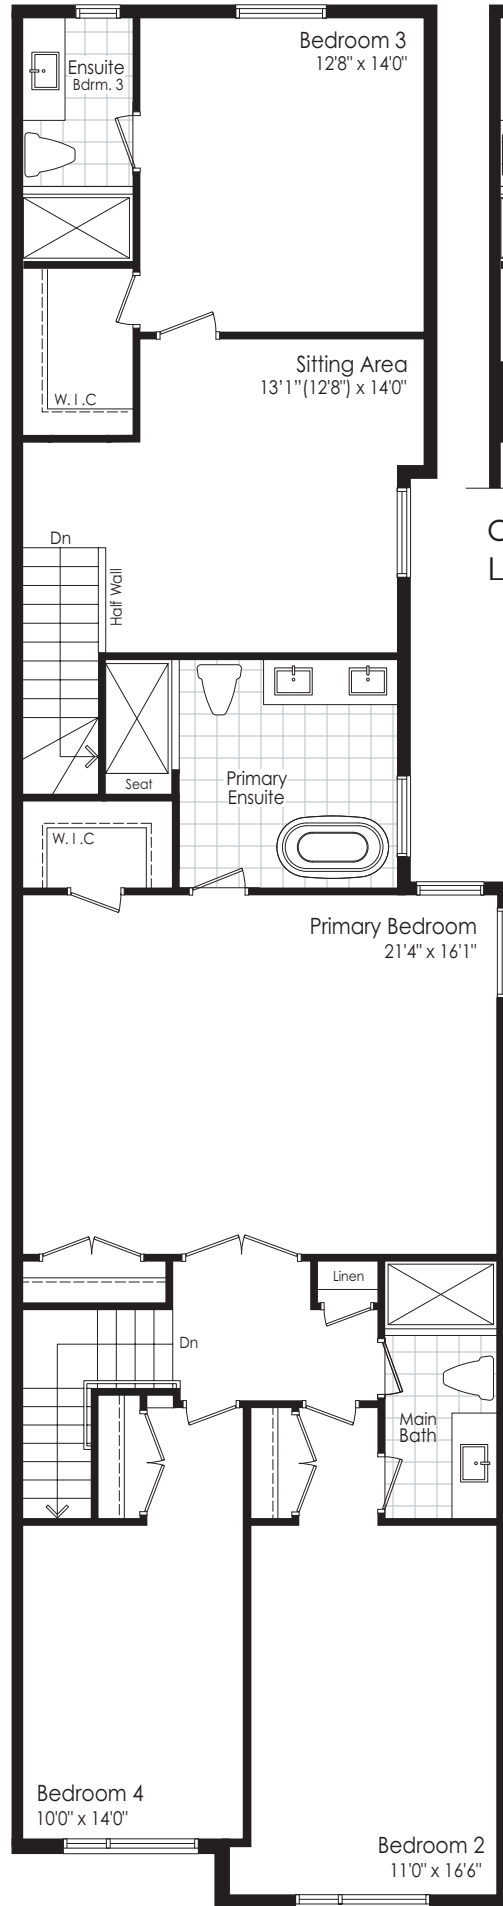 Bedroom 3
12'8" x 14'0"
Ensuite
Bdrm. 3
Sitting Area
13'1"(12'8") x 14'0"
W.I.C
Dn
Half Wall
Seat
Primary
Ensuite
W.I.C
Primary Bedroom
21'4" x 16'1"
Linen
Dn
Main
Bath
Bedroom 4
10'0" x 14'0"
Bedroom 2
11'0" x 16'6"